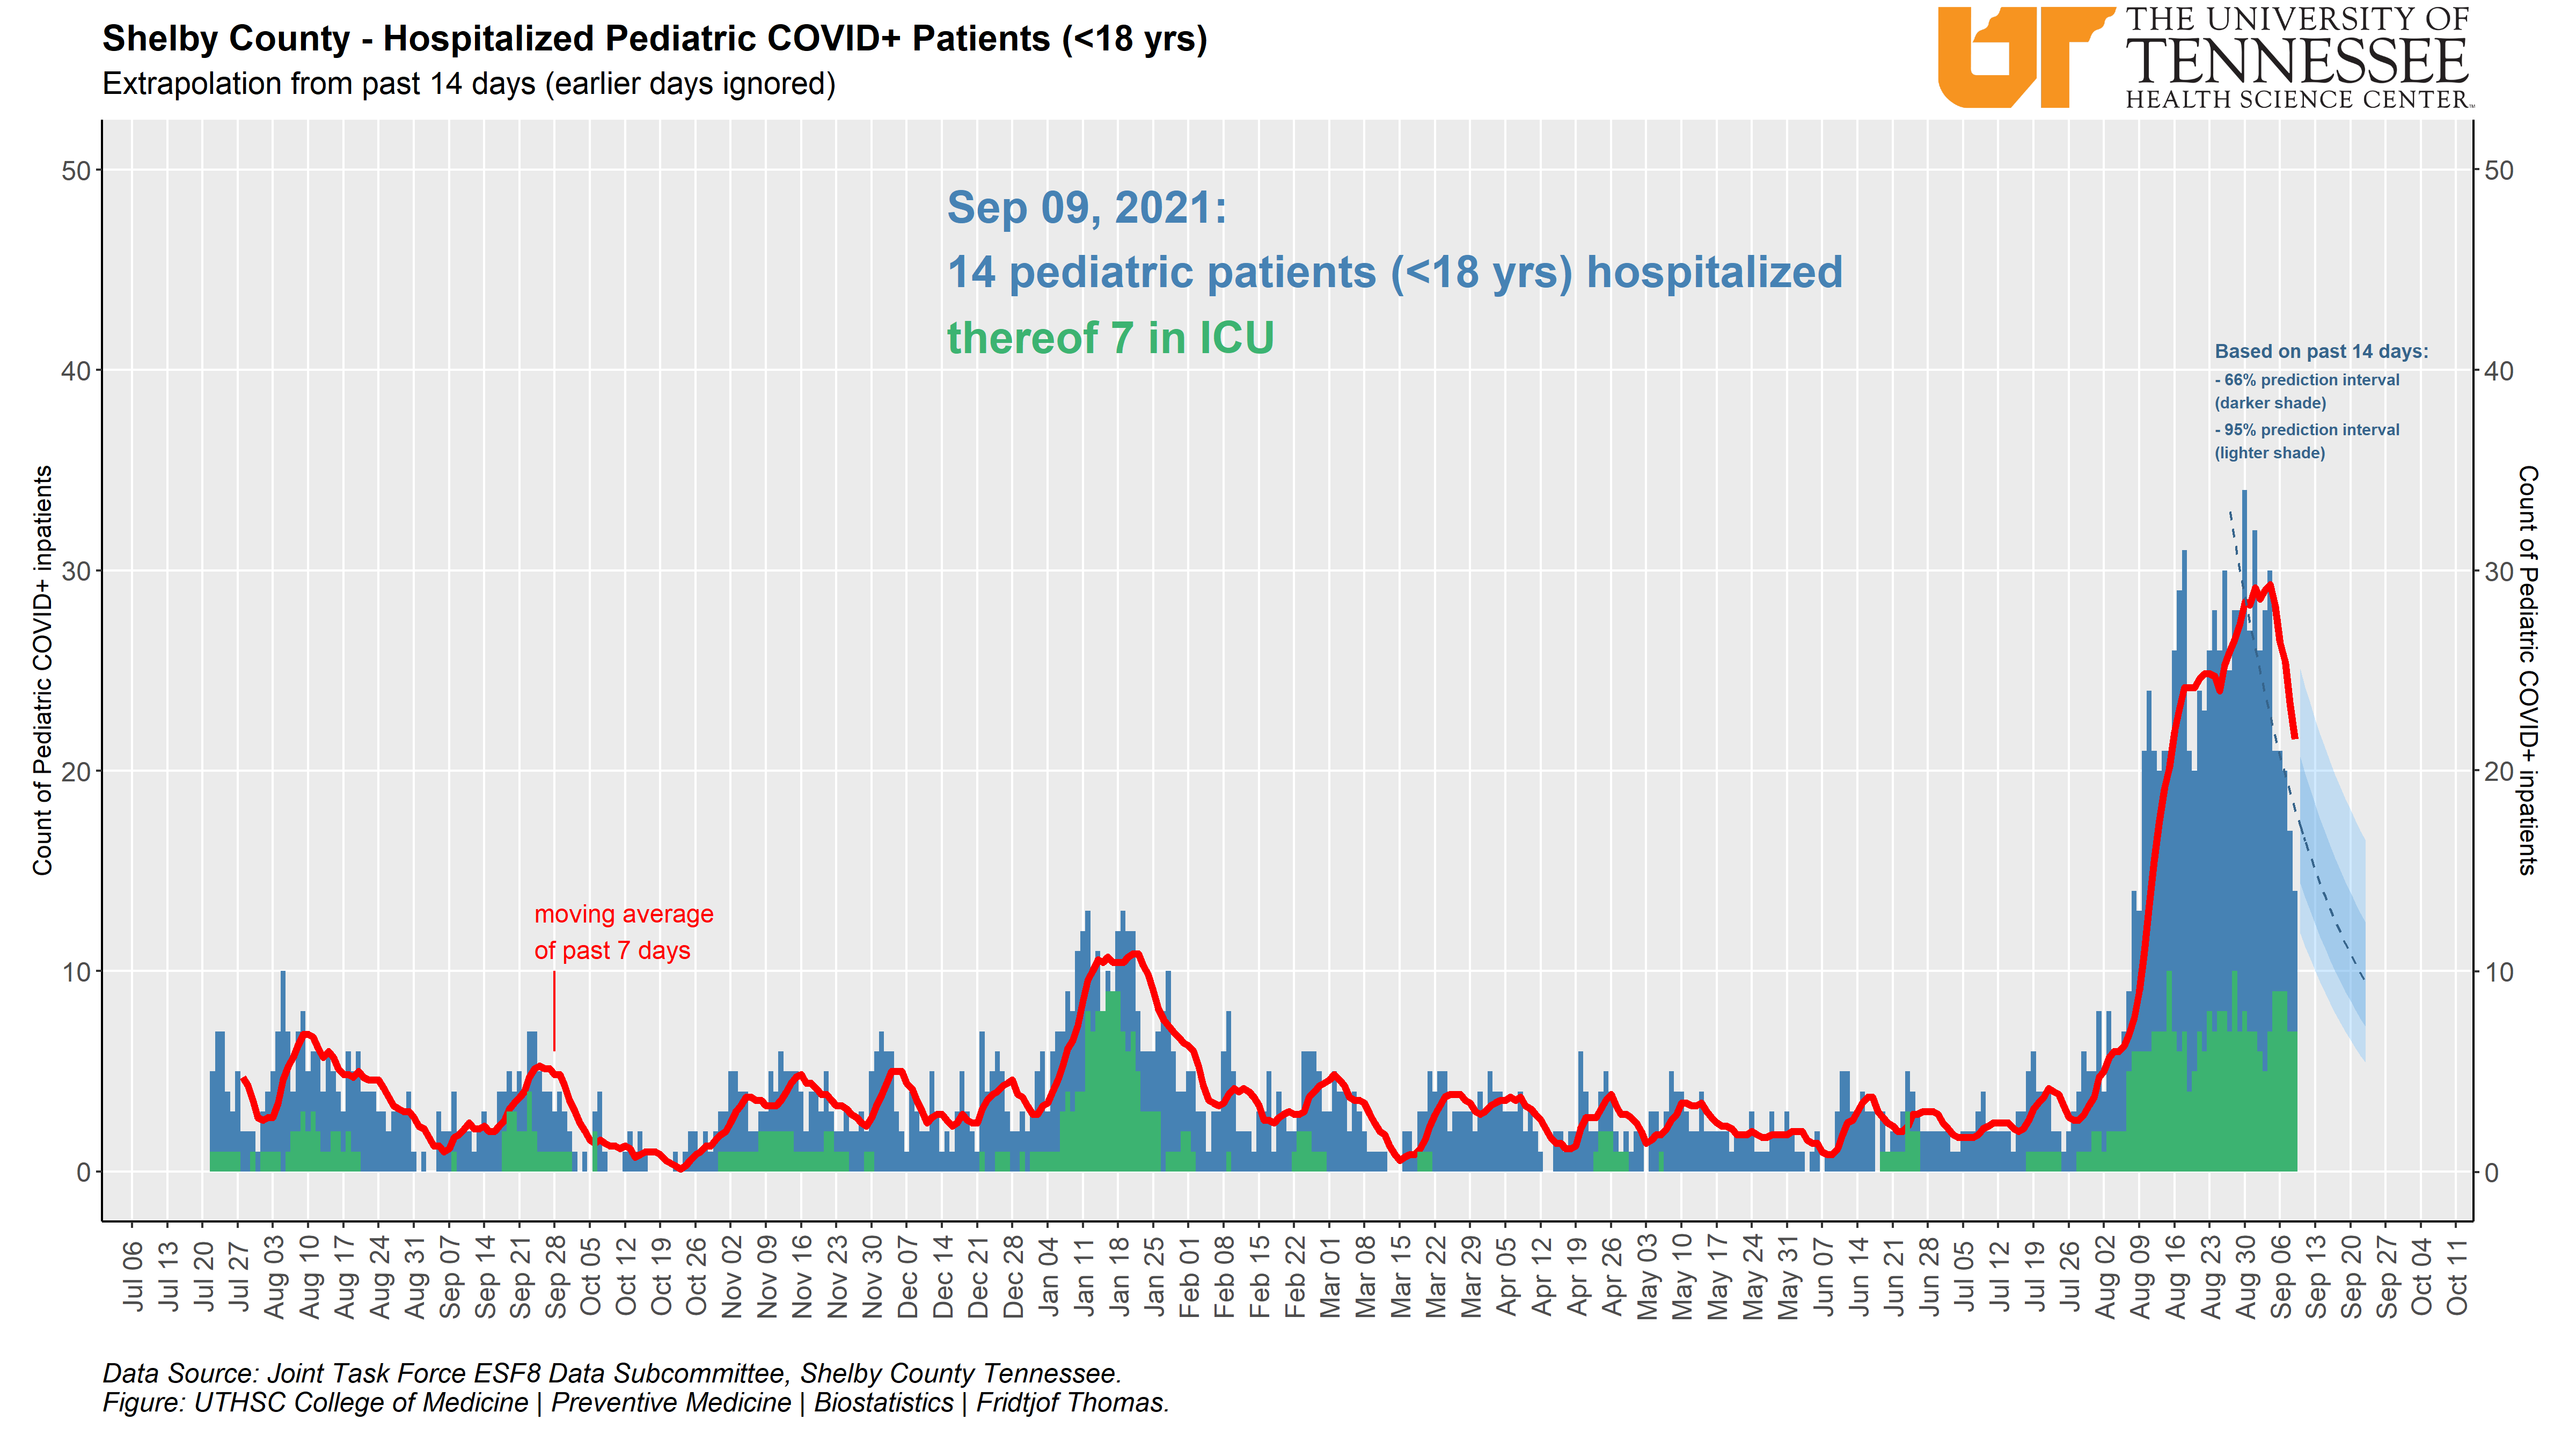 Shelby County - Hospitalized Pediatric COVID+ Patients (<18 yrs)
Extrapolation from past 14 days (earlier days ignored)
THE UNIVERSITY OF
TENNESSEE
HEALTH SCIENCE CENTER™
Sep 09, 2021:
14 pediatric patients (<18 yrs) hospitalized
thereof 7 in ICU
Based on past 14 days:
- 66% prediction interval
(darker shade)
- 95% prediction interval
(lighter shade)
moving average
of past 7 days
Count of Pediatric COVID+ inpatients
50
40
30
20
10
0
50
40
30
20
10
0
Count of Pediatric COVID+ inpatients
Jul 06
Jul 13
Jul 20
Jul 27
Aug 03
Aug 10
Aug 17
Aug 24
Aug 31
Sep 07
Sep 14
Sep 21
Sep 28
Oct 05
Oct 12
Oct 19
Oct 26
Nov 02
Nov 09
Nov 16
Nov 23
Nov 30
Dec 07
Dec 14
Dec 21
Dec 28
Jan 04
Jan 11
Jan 18
Jan 25
Feb 01
Feb 08
Feb 15
Feb 22
Mar 01
Mar 08
Mar 15
Mar 22
Mar 29
Apr 05
Apr 12
Apr 19
Apr 26
May 03
May 10
May 17
May 24
May 31
Jun 07
Jun 14
Jun 21
Jun 28
Jul 05
Jul 12
Jul 19
Jul 26
Aug 02
Aug 09
Aug 16
Aug 23
Aug 30
Sep 06
Sep 13
Sep 20
Sep 27
Oct 04
Oct 11
Data Source: Joint Task Force ESF8 Data Subcommittee, Shelby County Tennessee.
Figure: UTHSC College of Medicine | Preventive Medicine | Biostatistics | Fridtjof Thomas.